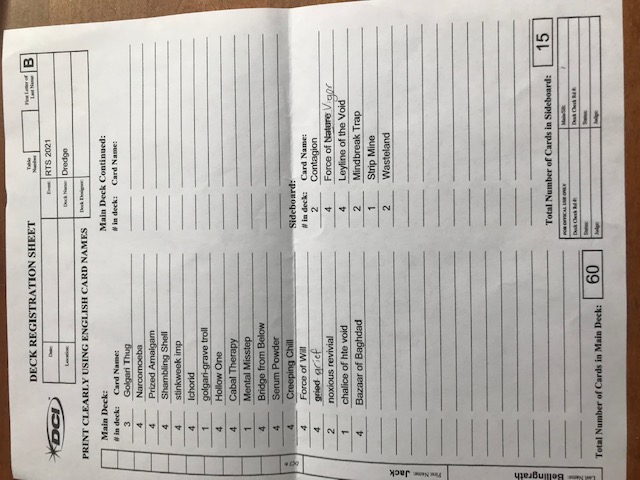 DECK REGISTRATION SHEET
Table Number
First Letter of Last Name B
DCI
Date:
Event: RTS 2021
Location:
Deck Name: Dredge
Deck Designer:
PRINT CLEARLY USING ENGLISH CARD NAMES
Main Deck:
# in deck: Card Name:
3 Golgari Thug
4 Narcomoeba
4 Prized Amalgam
4 Shambling Shell
4 stinkweek imp
4 Ichorid
1 golgari-grave troll
4 Hollow One
4 Cabal Therapy
1 Mental Misstep
4 Bridge from Below
4 Serum Powder
4 Creeping Chill
4 Force of Will
4 gried grief
2 noxious revivial
1 chalice of hte void
4 Bazaar of Baghdad
Total Number of Cards in Main Deck: 60
Main Deck Continued:
# in deck: Card Name:
Sideboard:
# in deck: Card Name:
2 Contagion
4 Force of Nature Vigor
4 Leyline of the Void
2 Mindbreak Trap
1 Strip Mine
2 Wasteland
Total Number of Cards in Sideboard: 15
FOR OFFICAL USE ONLY
Main/SB: /
Deck Check Rd #:
Deck Check Rd #:
Status:
Status:
Judge:
Judge:
DCI #
First Name: Jack
Last Name: Bellingrath